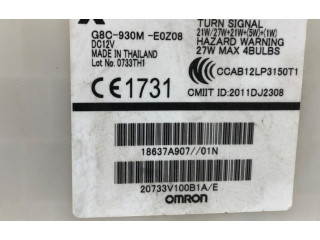 G8C-930M -E0Z08
DC12V
MADE IN THAILAND
Lot No. 0733TH1
TURN SIGNAL
21W/27W+21W+(5W)+(1W)
HAZARD WARNING
27W MAX 4BULBS
CE1731
CCAB12LP3150T1
CMIIT ID:2011DJ2308
18637A907//01N
20733V100B1A/E
OMRON